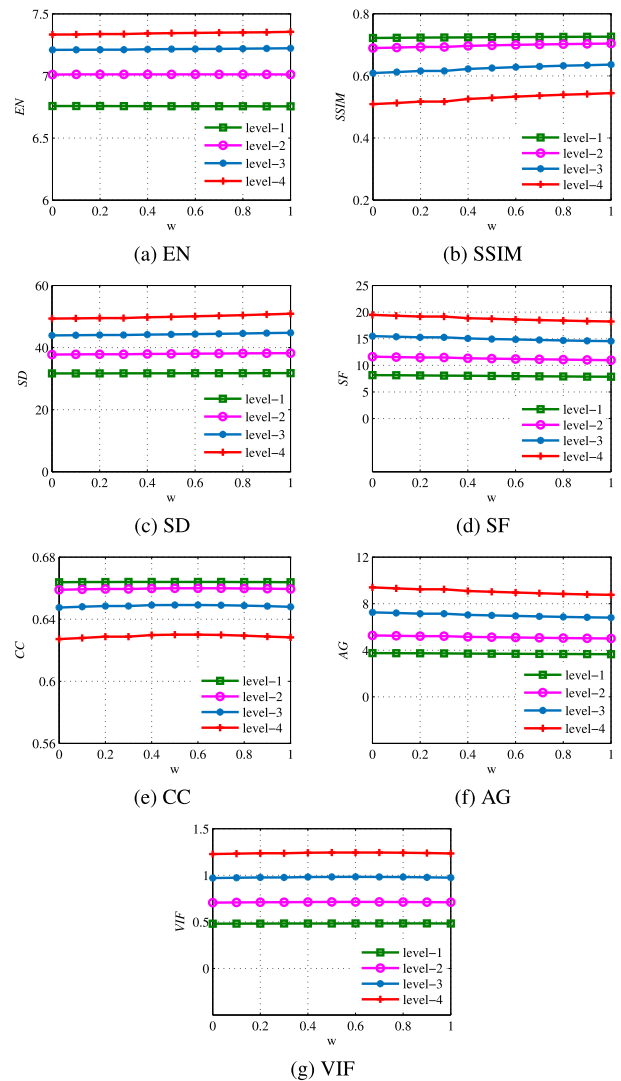 7.5
7
6.5
6
EN
level-1
level-2
level-3
level-4
0 0.2 0.4 0.6 0.8 1
w
(a) EN
0.8
0.6
0.4
0.2
SSIM
level-1
level-2
level-3
level-4
0 0.2 0.4 0.6 0.8 1
w
(b) SSIM
60
40
20
0
SD
level-1
level-2
level-3
level-4
0 0.2 0.4 0.6 0.8 1
w
(c) SD
25
20
15
10
5
0
SF
level-1
level-2
level-3
level-4
0 0.2 0.4 0.6 0.8 1
w
(d) SF
0.68
0.64
0.6
0.56
CC
level-1
level-2
level-3
level-4
0 0.2 0.4 0.6 0.8 1
w
(e) CC
12
8
4
0
AG
level-1
level-2
level-3
level-4
0 0.2 0.4 0.6 0.8 1
w
(f) AG
1.5
1
0.5
0
VIF
level-1
level-2
level-3
level-4
0 0.2 0.4 0.6 0.8 1
w
(g) VIF